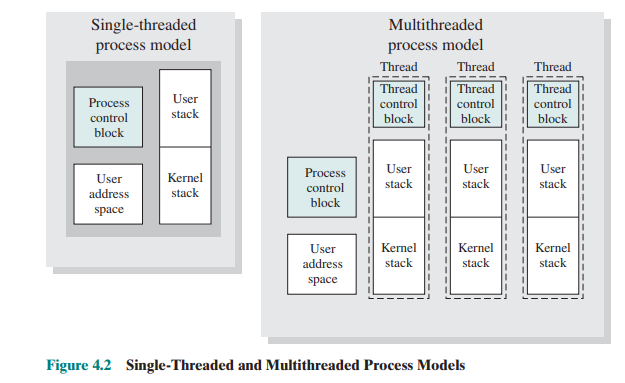 Single-threaded
process model
Process
control
block
User
stack
User
address
space
Kernel
stack
Multithreaded
process model
Thread
Thread
Thread
Thread
control
block
Thread
control
block
Thread
control
block
Process
control
block
User
stack
User
stack
User
stack
User
address
space
Kernel
stack
Kernel
stack
Kernel
stack
Figure 4.2 Single-Threaded and Multithreaded Process Models